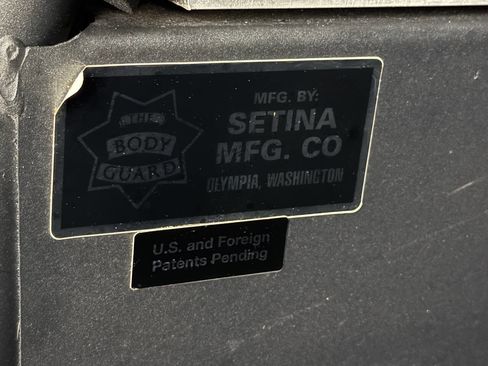 THE
BODY
GUARD
MFG. BY:
SETINA
MFG. CO
OLYMPIA, WASHINGTON
U.S. and Foreign
Patents Pending